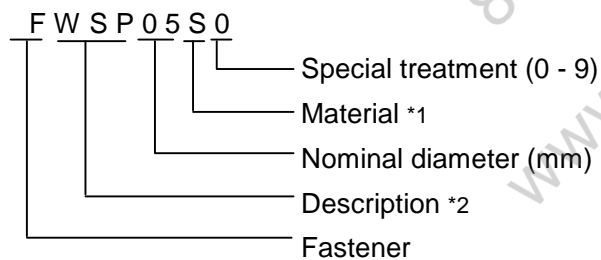 FWSP05S0
Special treatment (0 - 9)
Material *1
Nominal diameter (mm)
Description *2
Fastener